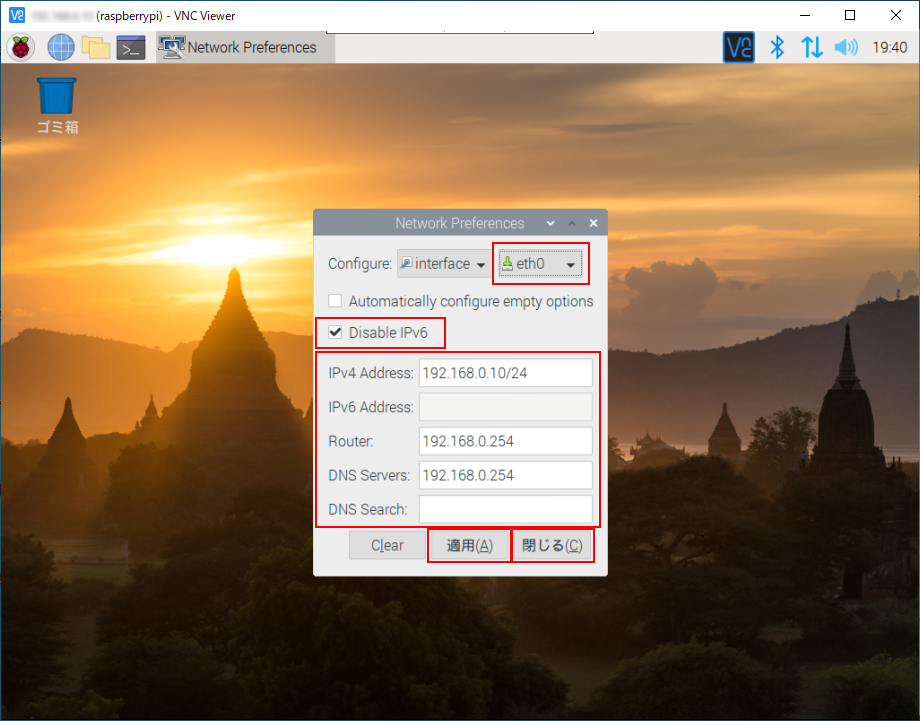 (raspberrypi) - VNC Viewer
Network Preferences
19:40
ゴミ箱
Network Preferences
Configure: interface eth0
Automatically configure empty options
Disable IPv6
IPv4 Address: 192.168.0.10/24
IPv6 Address:
Router: 192.168.0.254
DNS Servers: 192.168.0.254
DNS Search:
Clear 適用(A) 閉じる(C)